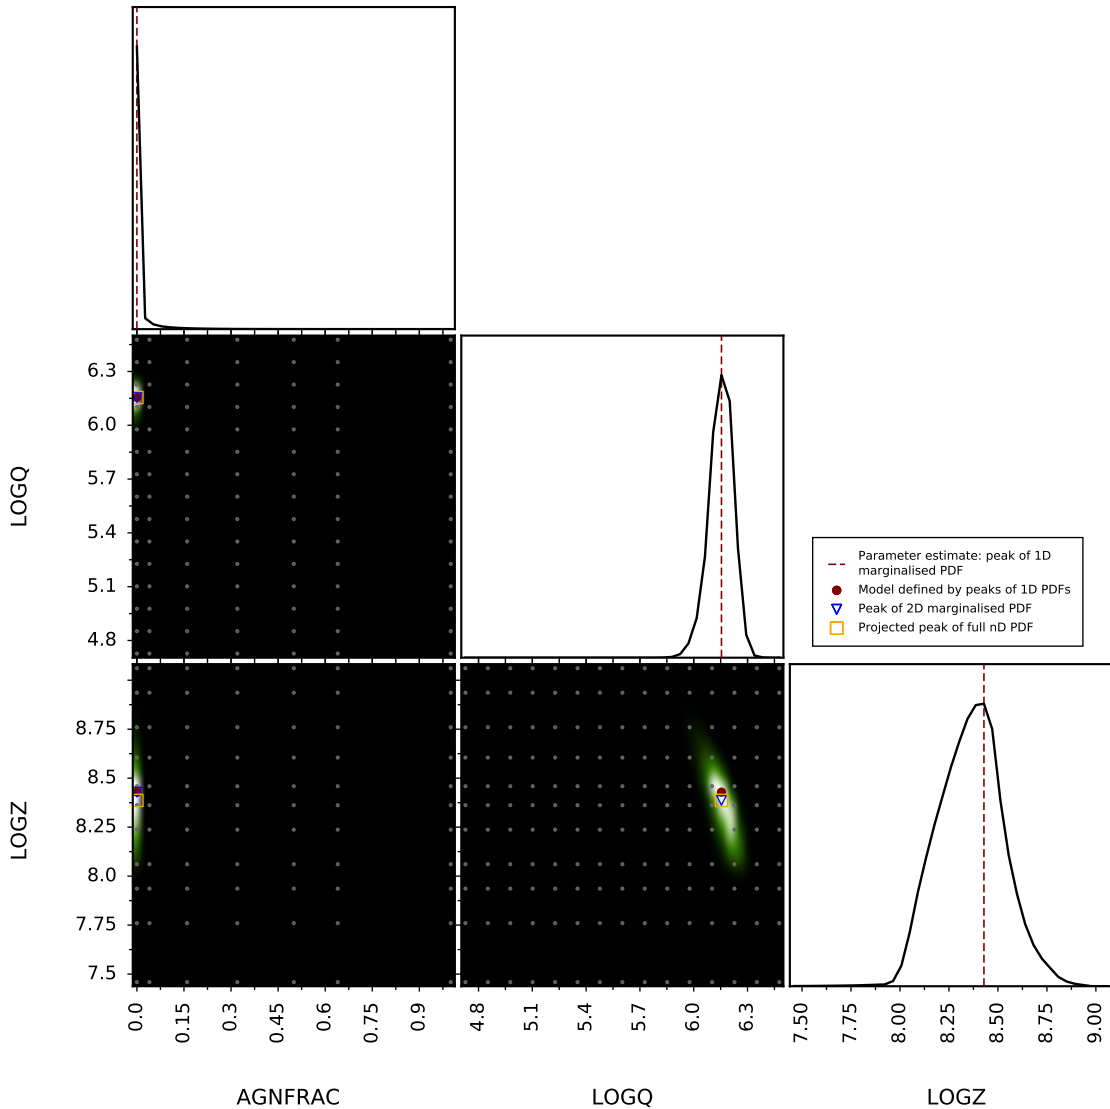 LOGQ
6.3
6.0
5.7
5.4
5.1
4.8
Parameter estimate: peak of 1D
marginalised PDF
Model defined by peaks of 1D PDFs
Peak of 2D marginalised PDF
Projected peak of full nD PDF
LOGZ
8.75
8.5
8.25
8.0
7.75
7.5
0.0 0.15 0.3 0.45 0.6 0.75 0.9
4.8 5.1 5.4 5.7 6.0 6.3
7.50 7.75 8.00 8.25 8.50 8.75 9.00
AGNFRAC
LOGQ
LOGZ